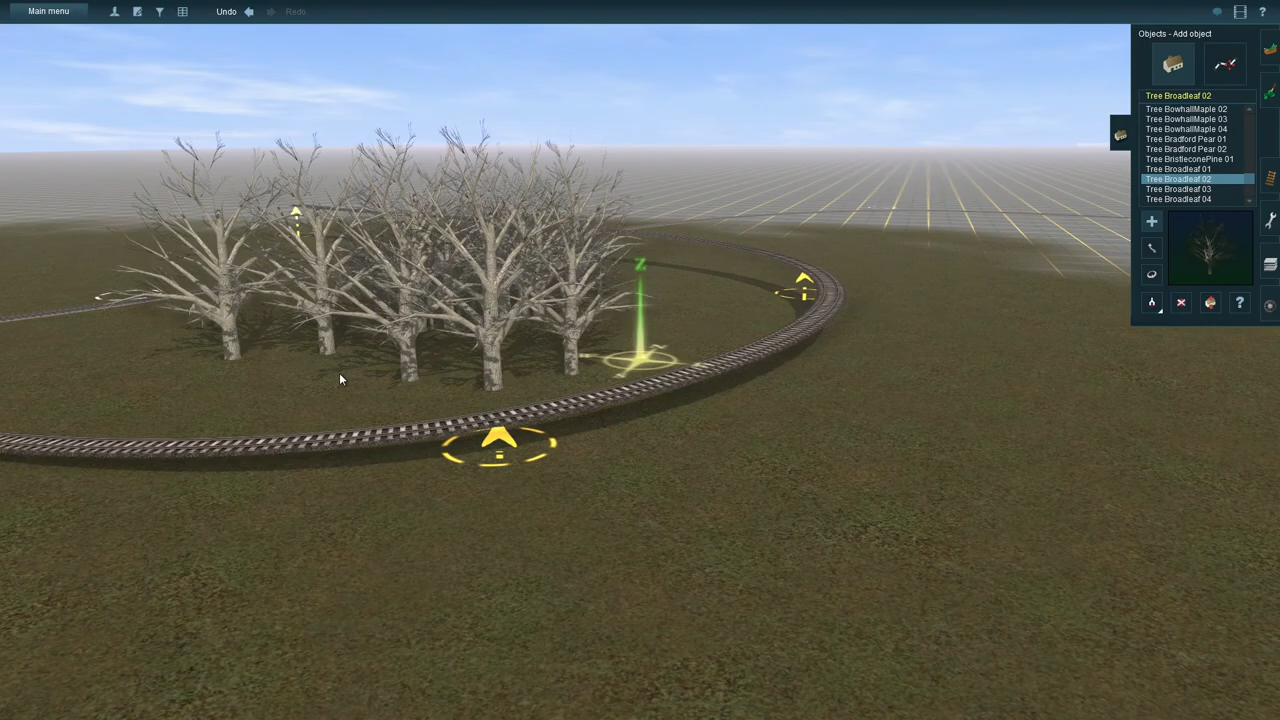 Main menu
Undo
Redo
?
Objects - Add object
Tree Broadleaf 02
Tree BowhallMaple 02
Tree BowhallMaple 03
Tree BowhallMaple 04
Tree Bradford Pear 01
Tree Bradford Pear 02
Tree BristleconePine 01
Tree Broadleaf 01
Tree Broadleaf 02
Tree Broadleaf 03
Tree Broadleaf 04
?
Z